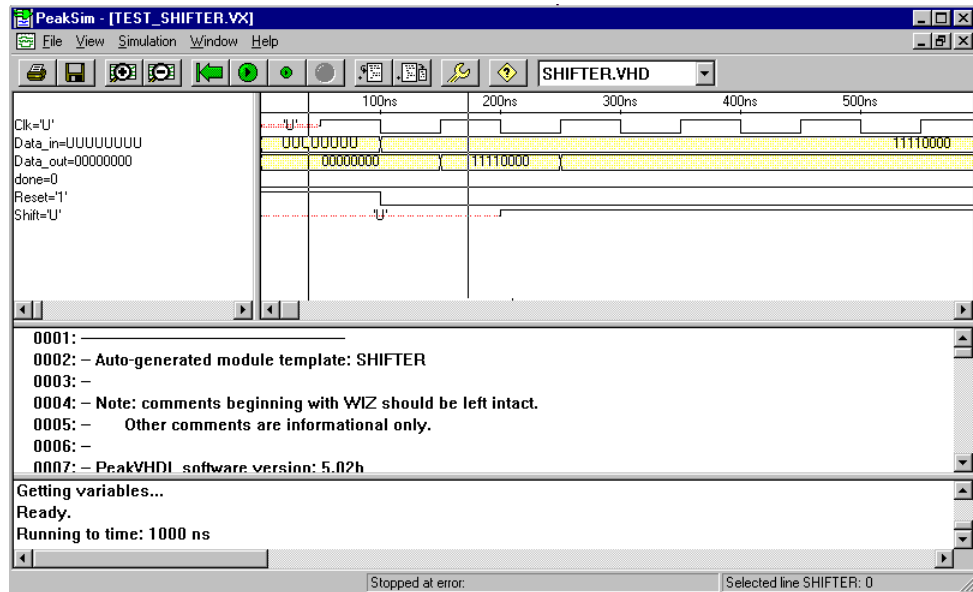 PeakSim - [TEST_SHIFTER.VX]
File View Simulation Window Help
SHIFTER.VHD
100ns 200ns 300ns 400ns 500ns
Clk='U' 'U'
Data_in=UUUUUUUU UUUUUUUU 11110000
Data_out=00000000 00000000 11110000
done=0
Reset='1'
Shift='U' 'U'
0001: ————————————————
0002: – Auto-generated module template: SHIFTER
0003: –
0004: – Note: comments beginning with WIZ should be left intact.
0005: – Other comments are informational only.
0006: –
0007: – PeakVHDL software version: 5.02h
Getting variables...
Ready.
Running to time: 1000 ns
Stopped at error: Selected line SHIFTER: 0